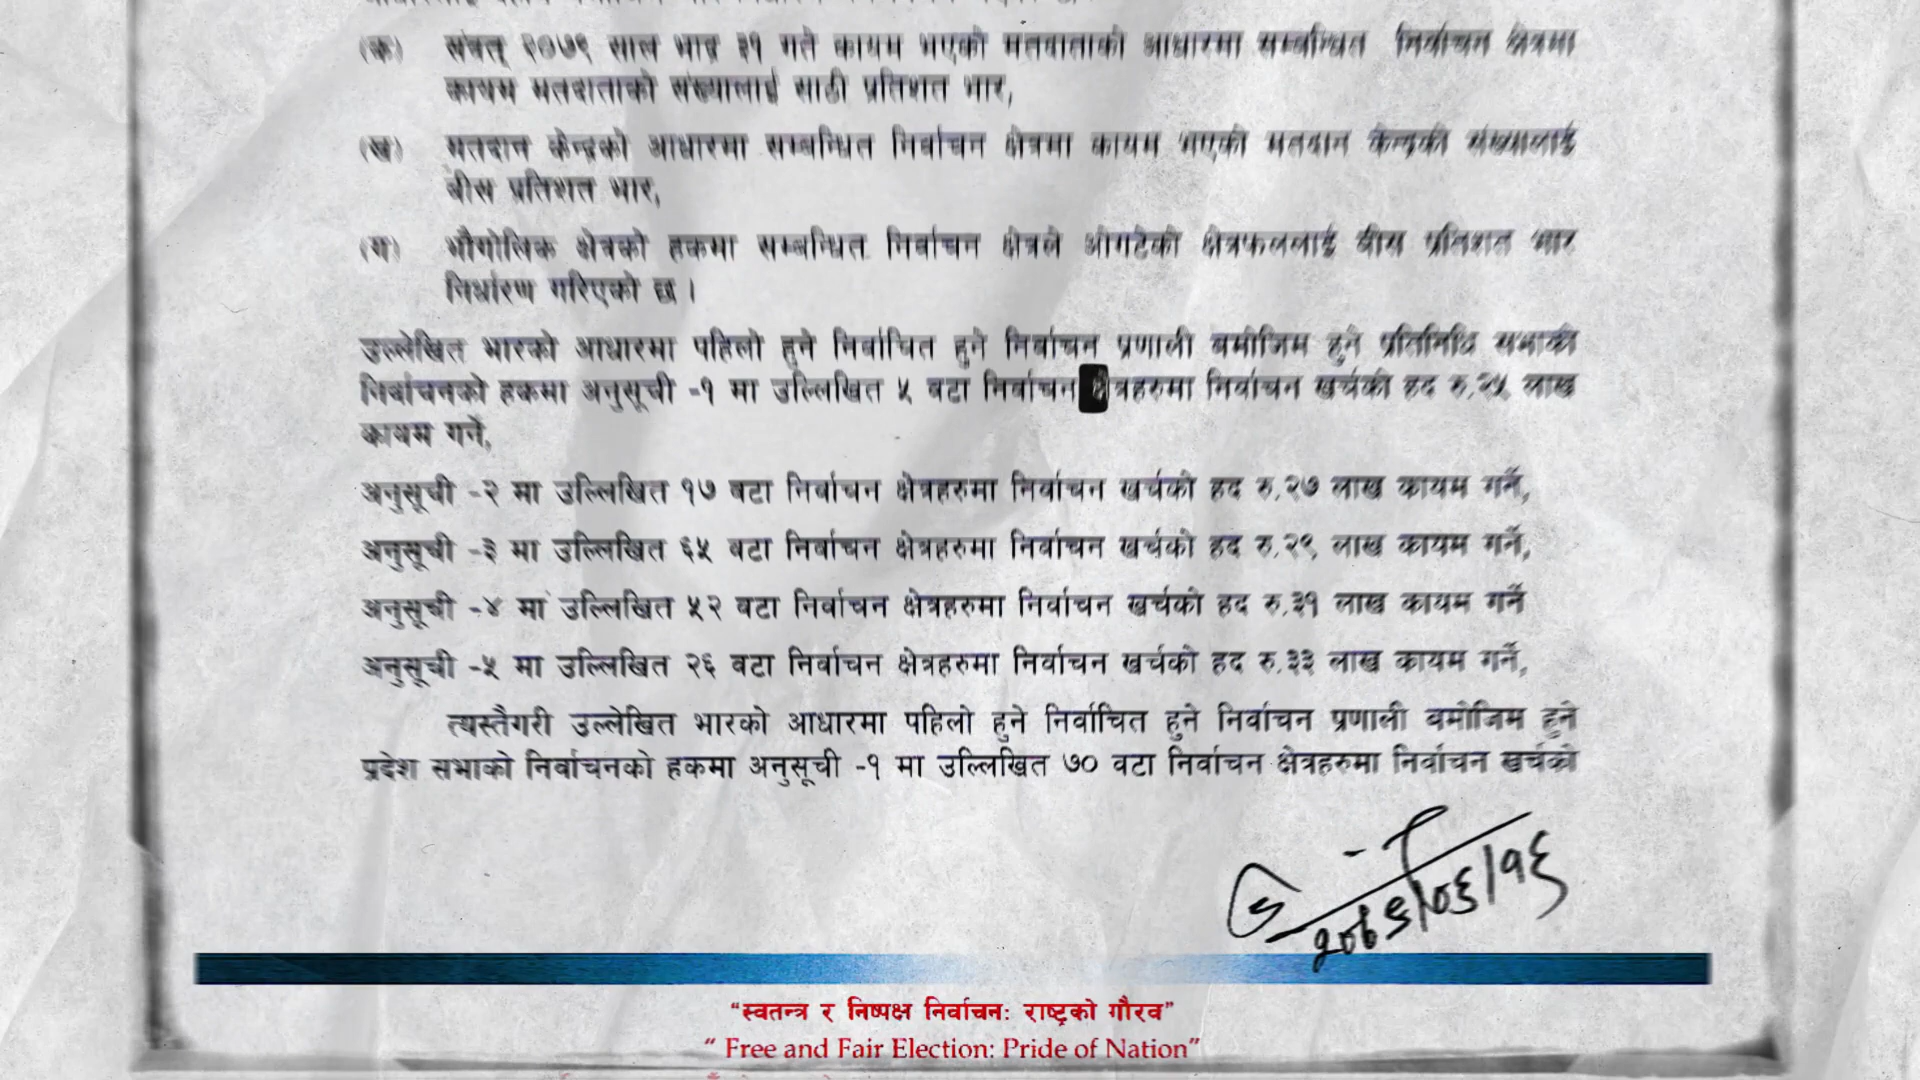 (क) संवत् २०७९ साल भाद्र ३१ गते कायम भएको मतदाताको आधारमा सम्बन्धित निर्वाचन क्षेत्रमा
कायम मतदाताको संख्यालाई साठी प्रतिशत भार,
(ख) मतदान केन्द्रको आधारमा सम्बन्धित निर्वाचन क्षेत्रमा कायम भएको मतदान केन्द्रको संख्यालाई
बीस प्रतिशत भार,
(ग) भौगोलिक क्षेत्रको हकमा सम्बन्धित निर्वाचन क्षेत्रले ओगटेको क्षेत्रफललाई बीस प्रतिशत भार
निर्धारण गरिएको छ ।
उल्लेखित भारको आधारमा पहिलो हुने निर्वाचित हुने निर्वाचन प्रणाली बमोजिम हुने प्रतिनिधि सभाको
निर्वाचनको हकमा अनुसूची -१ मा उल्लिखित ५ वटा निर्वाचन क्षेत्रहरुमा निर्वाचन खर्चको हद रु.२५ लाख
कायम गर्ने,
अनुसूची -२ मा उल्लिखित १७ वटा निर्वाचन क्षेत्रहरुमा निर्वाचन खर्चको हद रु.२७ लाख कायम गर्ने,
अनुसूची -३ मा उल्लिखित ६५ वटा निर्वाचन क्षेत्रहरुमा निर्वाचन खर्चको हद रु.२९ लाख कायम गर्ने,
अनुसूची -४ मा उल्लिखित ५२ वटा निर्वाचन क्षेत्रहरुमा निर्वाचन खर्चको हद रु.३१ लाख कायम गर्ने
अनुसूची -५ मा उल्लिखित २६ वटा निर्वाचन क्षेत्रहरुमा निर्वाचन खर्चको हद रु.३३ लाख कायम गर्ने,
त्यस्तैगरी उल्लेखित भारको आधारमा पहिलो हुने निर्वाचित हुने निर्वाचन प्रणाली बमोजिम हुने
प्रदेश सभाको निर्वाचनको हकमा अनुसूची -१ मा उल्लिखित ७० वटा निर्वाचन क्षेत्रहरुमा निर्वाचन खर्चको
२०७९/०६/१६
“स्वतन्त्र र निष्पक्ष निर्वाचन: राष्ट्रको गौरव”
“ Free and Fair Election: Pride of Nation”